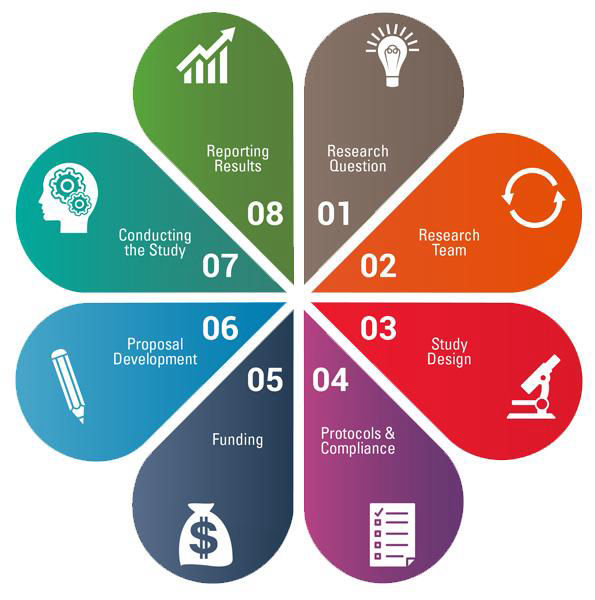 Research
Question
01
02
Research
Team
03
Study
Design
04
Protocols &
Compliance
05
Funding
$
06
Proposal
Development
07
Conducting
the Study
08
Reporting
Results